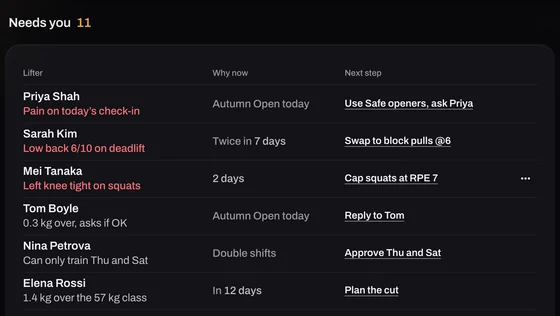 Needs you 11
Lifter Why now Next step
Priya Shah
Pain on today’s check-in
Autumn Open today
Use Safe openers, ask Priya
Sarah Kim
Low back 6/10 on deadlift
Twice in 7 days
Swap to block pulls @6
Mei Tanaka
Left knee tight on squats
2 days
Cap squats at RPE 7
Tom Boyle
0.3 kg over, asks if OK
Autumn Open today
Reply to Tom
Nina Petrova
Can only train Thu and Sat
Double shifts
Approve Thu and Sat
Elena Rossi
1.4 kg over the 57 kg class
In 12 days
Plan the cut